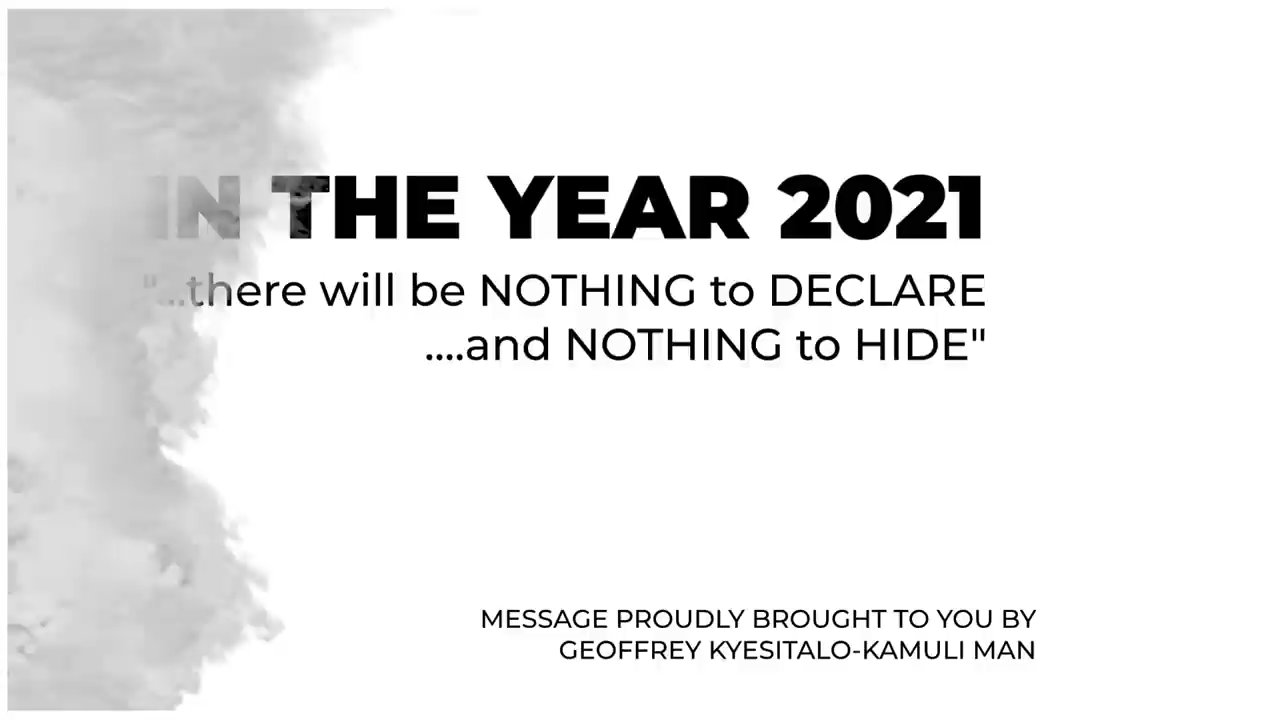 IN THE YEAR 2021
"...there will be NOTHING to DECLARE
....and NOTHING to HIDE"
MESSAGE PROUDLY BROUGHT TO YOU BY
GEOFFREY KYESITALO-KAMULI MAN